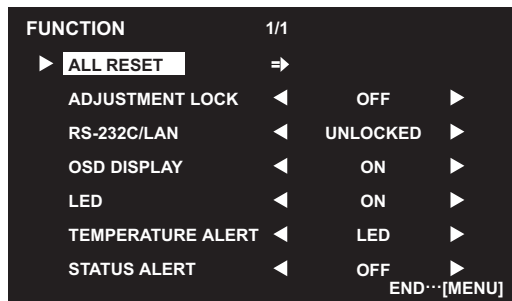 FUNCTION 1/1
ALL RESET
ADJUSTMENT LOCK OFF
RS-232C/LAN UNLOCKED
OSD DISPLAY ON
LED ON
TEMPERATURE ALERT LED
STATUS ALERT OFF
END···[MENU]